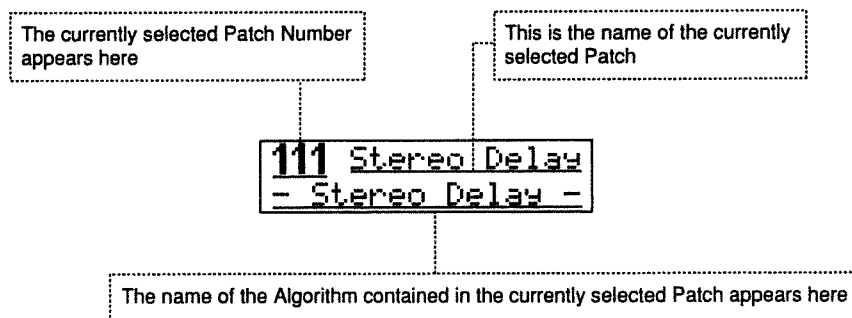 The currently selected Patch Number
appears here
This is the name of the currently
selected Patch
111 Stereo Delay
- Stereo Delay -
The name of the Algorithm contained in the currently selected Patch appears here